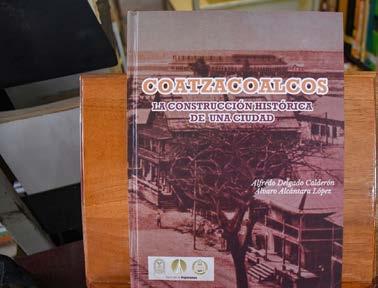 COATZACOALCOS
LA CONSTRUCCIÓN HISTÓRICA
DE UNA CIUDAD
Alfredo Delgado Calderón
Álvaro Alcántara López